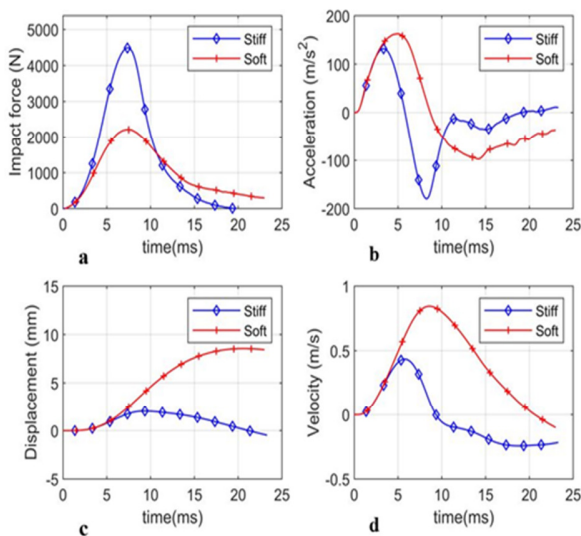 Impact force (N)
5000
4000
3000
2000
1000
0
0 5 10 15 20 25
time(ms)
Stiff
Soft
a
Acceleration (m/s²)
200
100
0
-100
-200
0 5 10 15 20 25
time(ms)
Stiff
Soft
b
Displacement (mm)
15
10
5
0
-5
0 5 10 15 20 25
time(ms)
Stiff
Soft
c
Velocity (m/s)
1
0.5
0
-0.5
0 5 10 15 20 25
time(ms)
Stiff
Soft
d